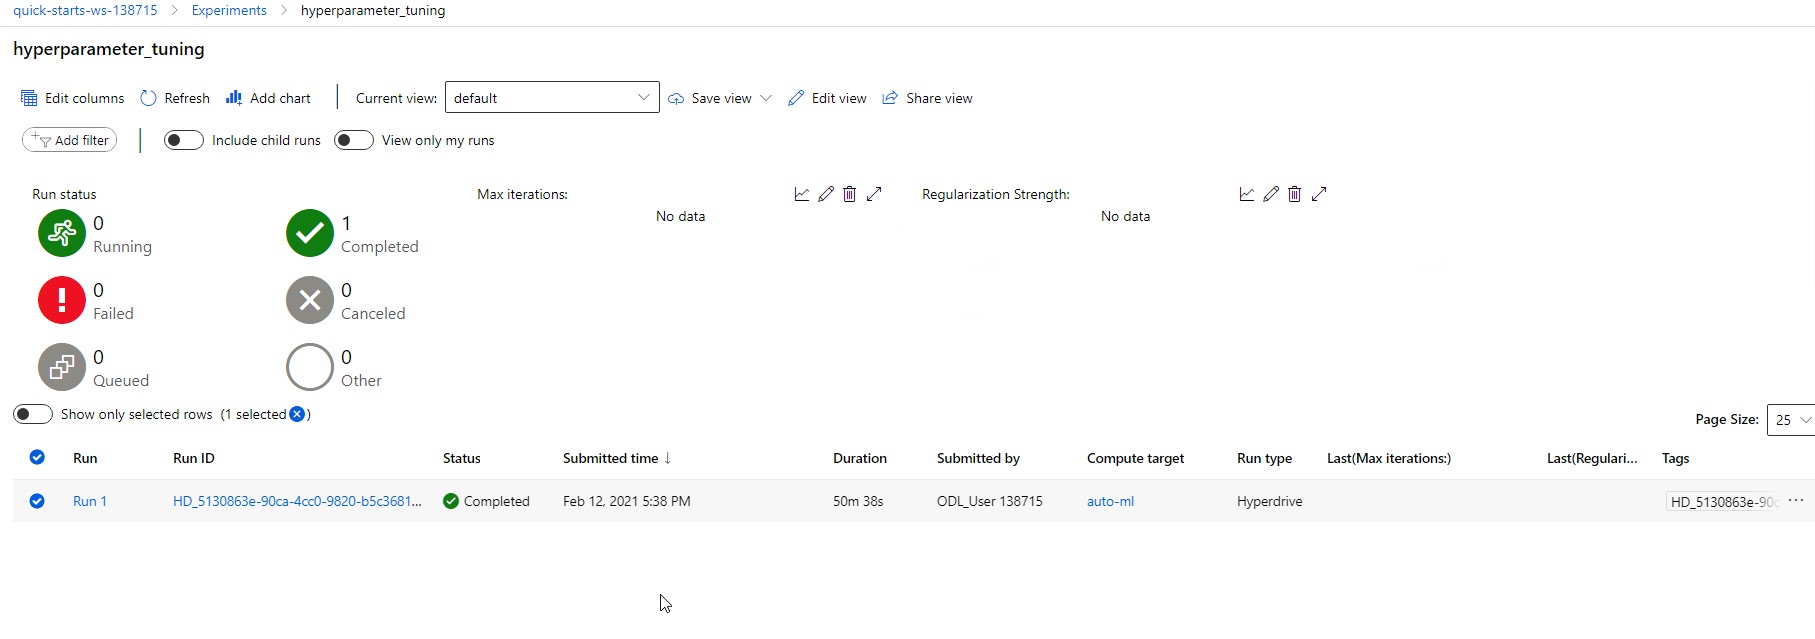 quick-starts-ws-138715 > Experiments > hyperparameter_tuning
hyperparameter_tuning
Edit columns Refresh Add chart Current view: default Save view Edit view Share view
Add filter Include child runs View only my runs
Run status
0
Running
1
Completed
0
Failed
0
Canceled
0
Queued
0
Other
Max iterations:
No data
Regularization Strength:
No data
Show only selected rows (1 selected )
Page Size: 25
Run Run ID Status Submitted time ↓ Duration Submitted by Compute target Run type Last(Max iterations:) Last(Regulari... Tags
Run 1 HD_5130863e-90ca-4cc0-9820-b5c3681... Completed Feb 12, 2021 5:38 PM 50m 38s ODL_User 138715 auto-ml Hyperdrive HD_5130863e-90c ...